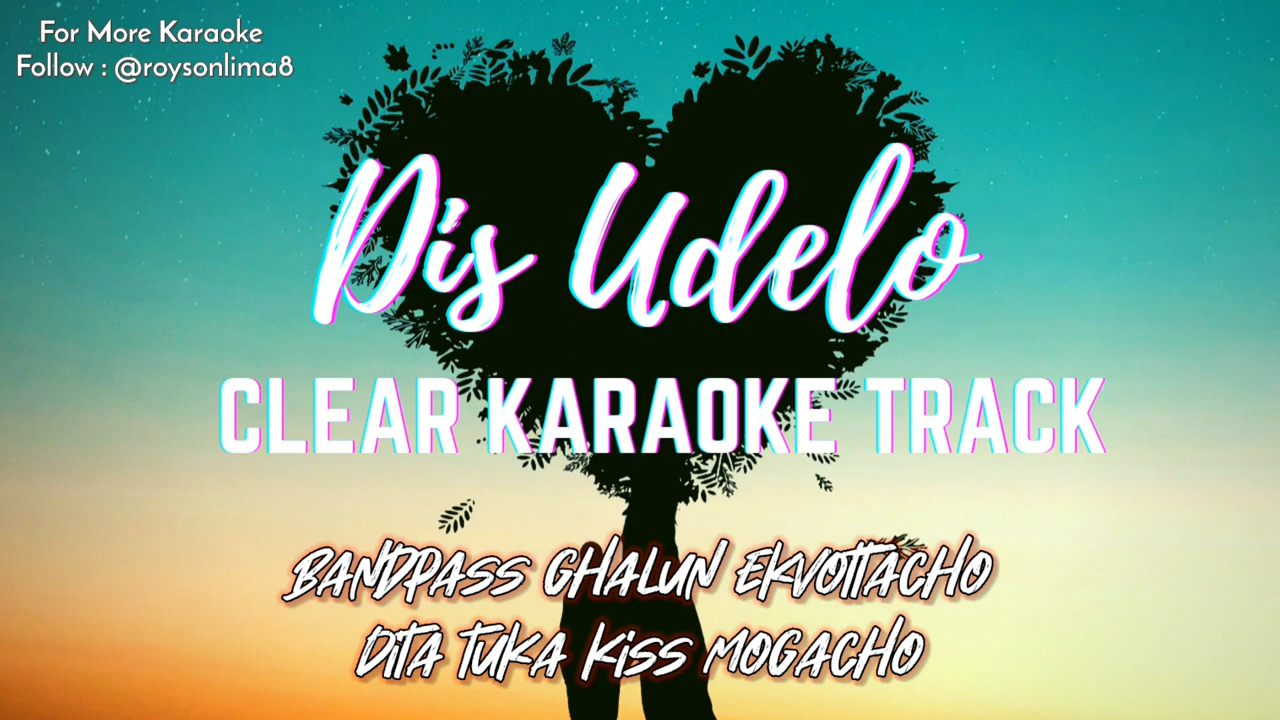 For More Karaoke
Follow : @roysonlima8
Dis Udelo
CLEAR KARAOKE TRACK
BANDPASS GHALUN EKVOTTACHO
DITA TUKA KISS MOGACHO